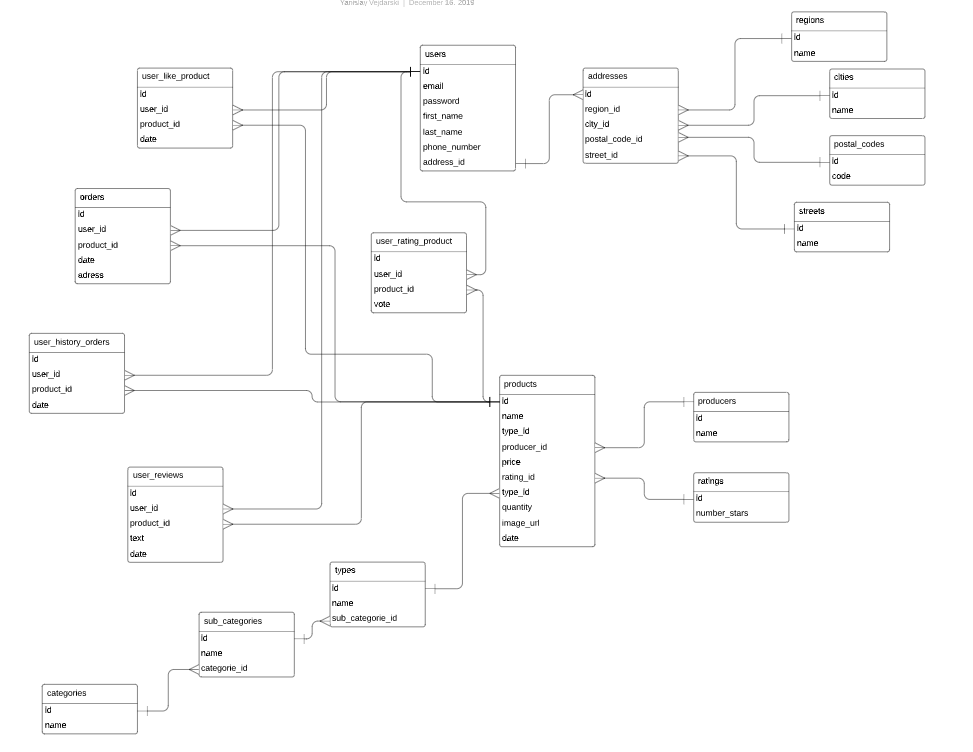 Yanislav Vejdarski | December 16, 2019
regions
id
name
users
id
email
password
first_name
last_name
phone_number
address_id
user_like_product
id
user_id
product_id
date
addresses
id
region_id
city_id
postal_code_id
street_id
cities
id
name
postal_codes
id
code
orders
id
user_id
product_id
date
adress
streets
id
name
user_rating_product
id
user_id
product_id
vote
user_history_orders
id
user_id
product_id
date
products
id
name
type_id
producer_id
price
rating_id
type_id
quantity
image_url
date
producers
id
name
user_reviews
id
user_id
product_id
text
date
ratings
id
number_stars
types
id
name
sub_categorie_id
sub_categories
id
name
categorie_id
categories
id
name